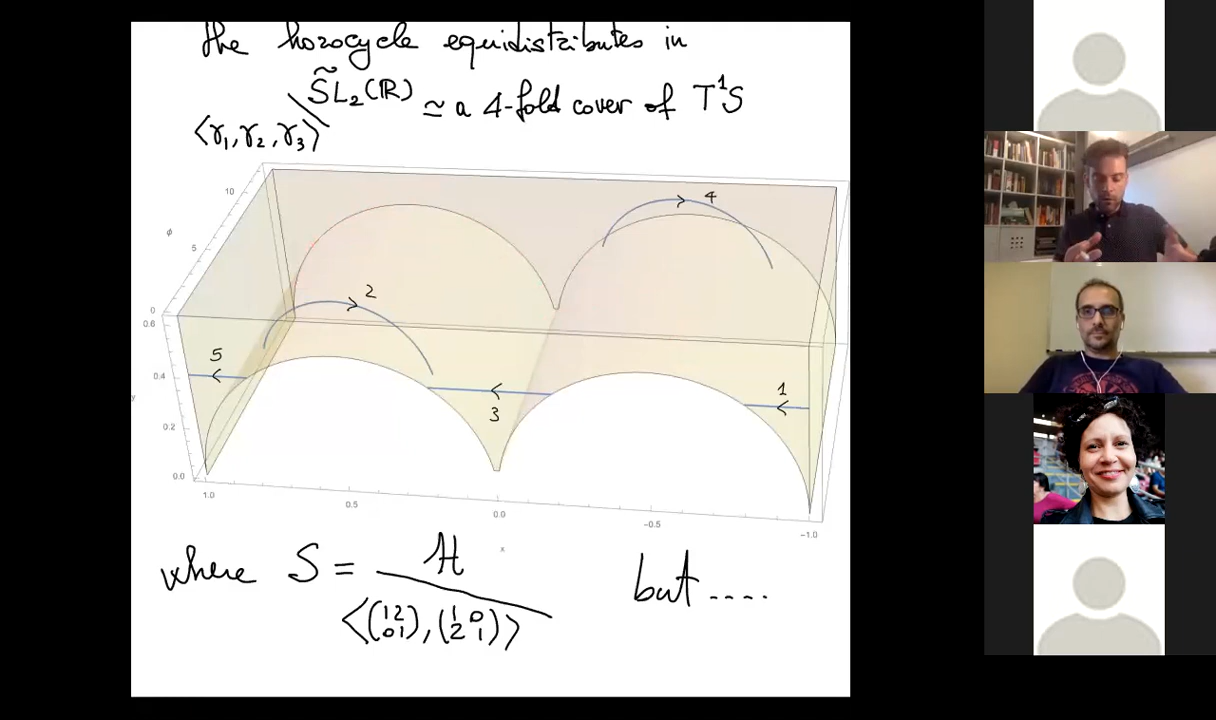 the horocycle equidistributes in
⟨γ₁, γ₂, γ₃⟩ \ S̃L₂(ℝ) ≃ a 4-fold cover of T¹S
10
ϕ
5
0
0.6
0.4
y
0.2
0.0
1.0
0.5
0.0
-0.5
-1.0
x
4
2
5
3
1
where S = H / ⟨(1 2 0 1), (1 0 2 1)⟩
but....